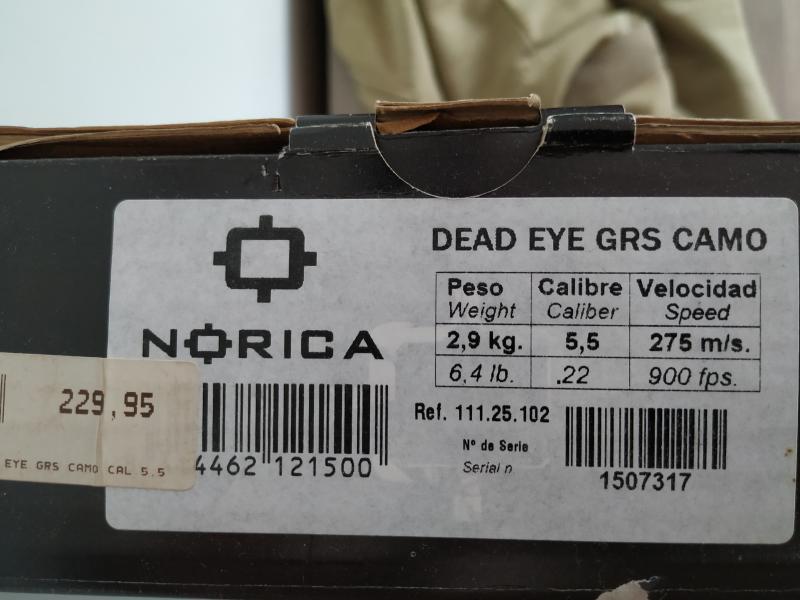 DEAD EYE GRS CAMO
NORICA
Peso Calibre Velocidad
Weight Caliber Speed
2,9 kg. 5,5 275 m/s.
6,4 lb. .22 900 fps.
229,95
EYE GRS CAMO CAL 5.5
4462 121500
Ref. 111.25.102
Nº de Serie
Serial n
1507317